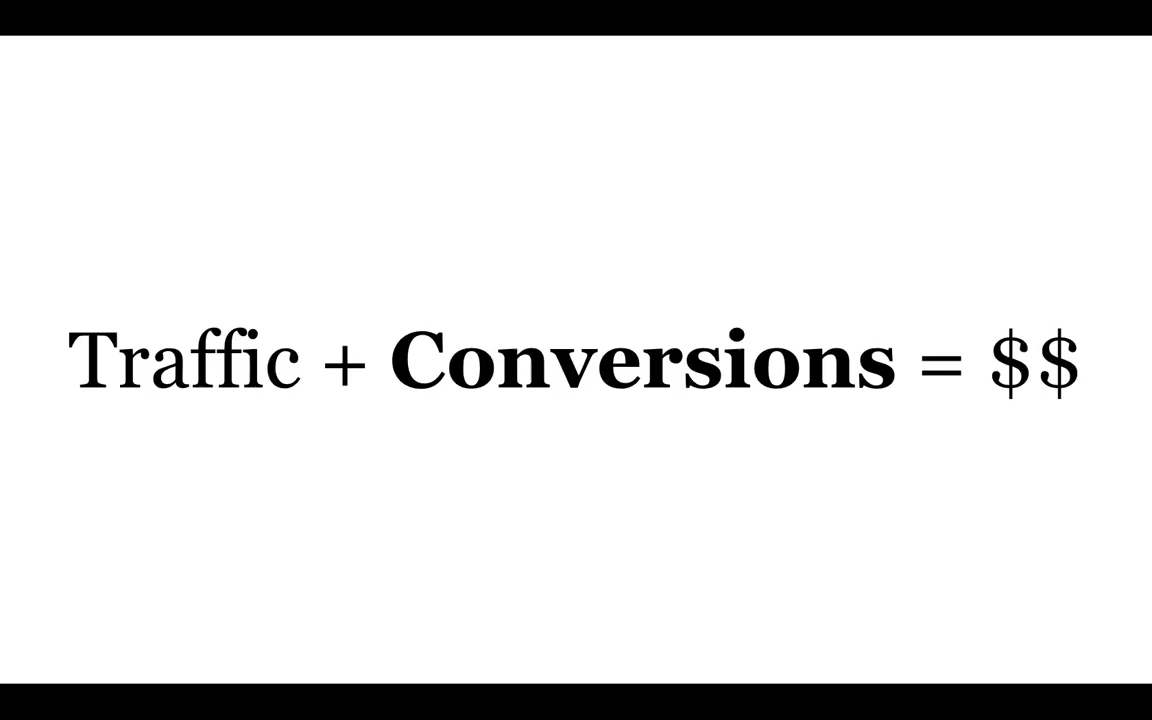 Traffic + Conversions = $$